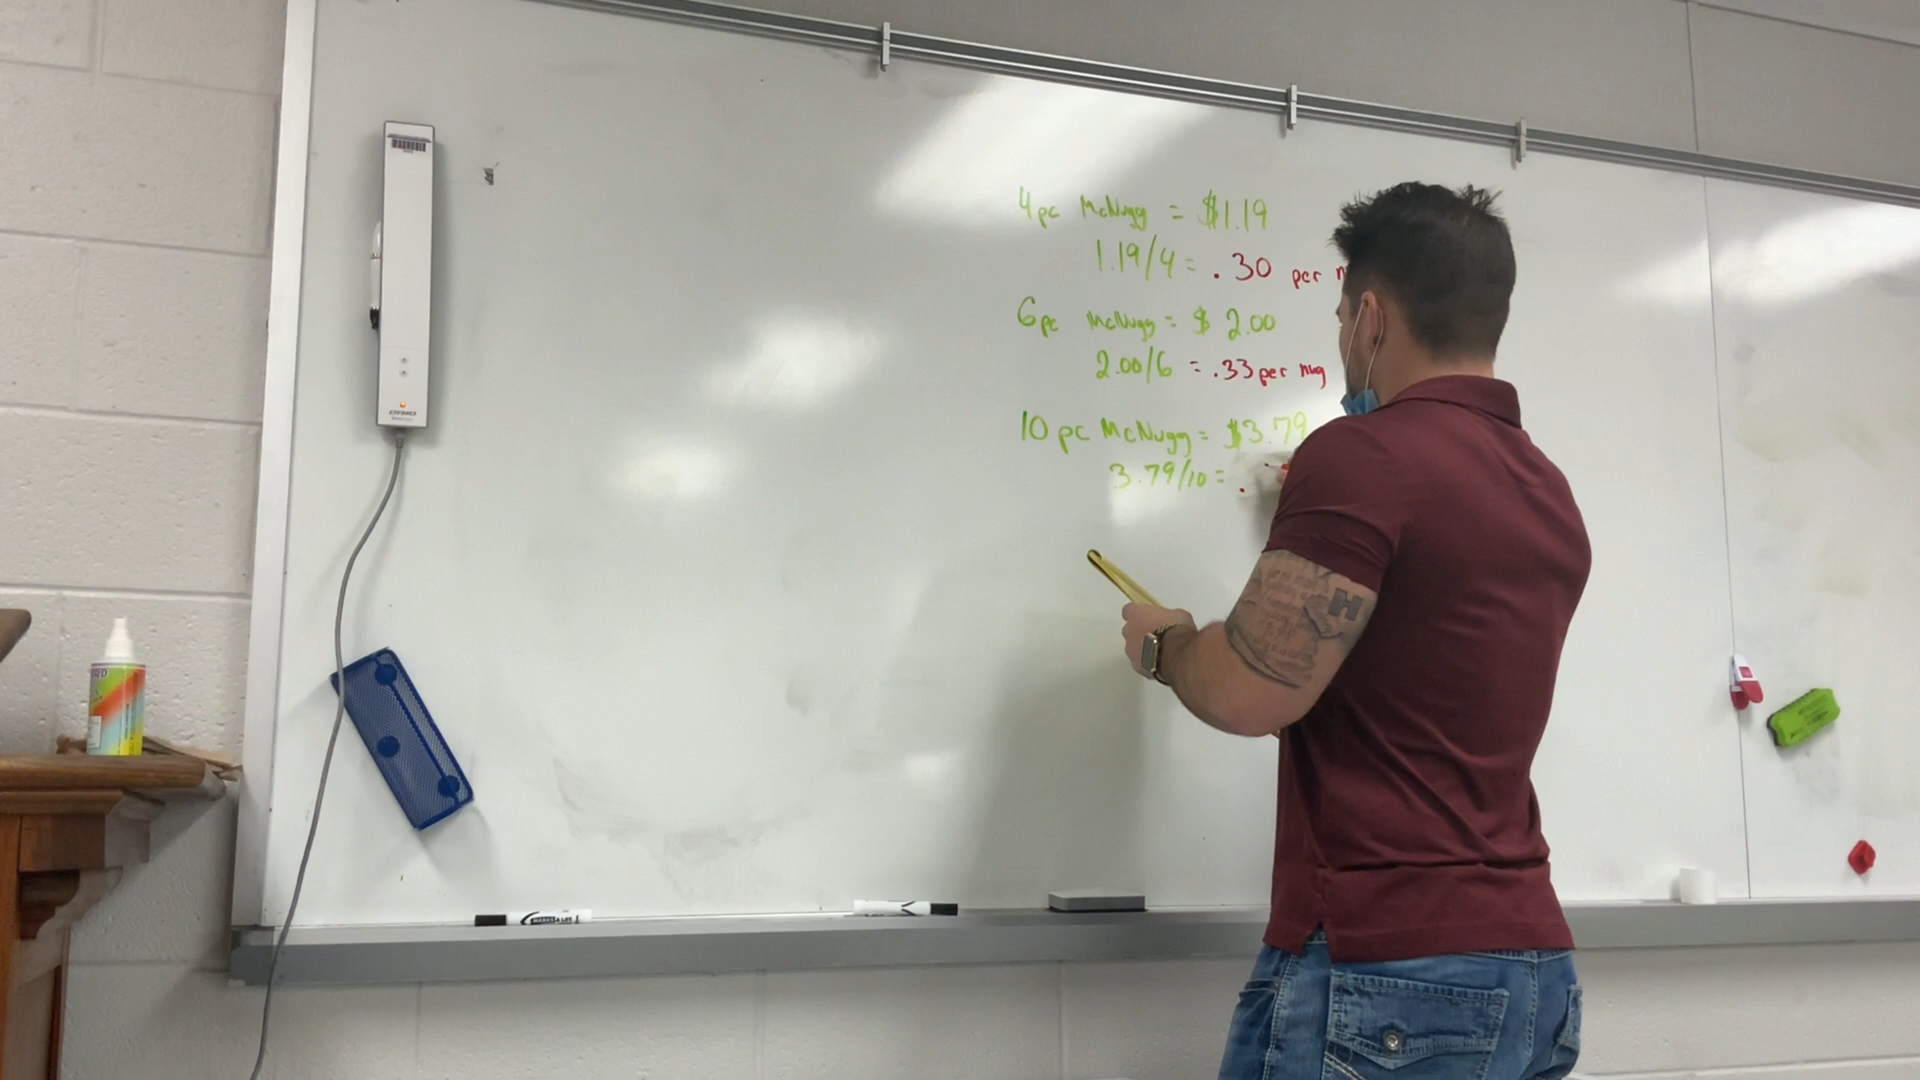 4pc McNugg = $1.19
1.19/4 = .30 per
6pc McNugg = $ 2.00
2.00/6 = .33 per nug
10 pc McNugg = $3.79
3.79/10 = .
H